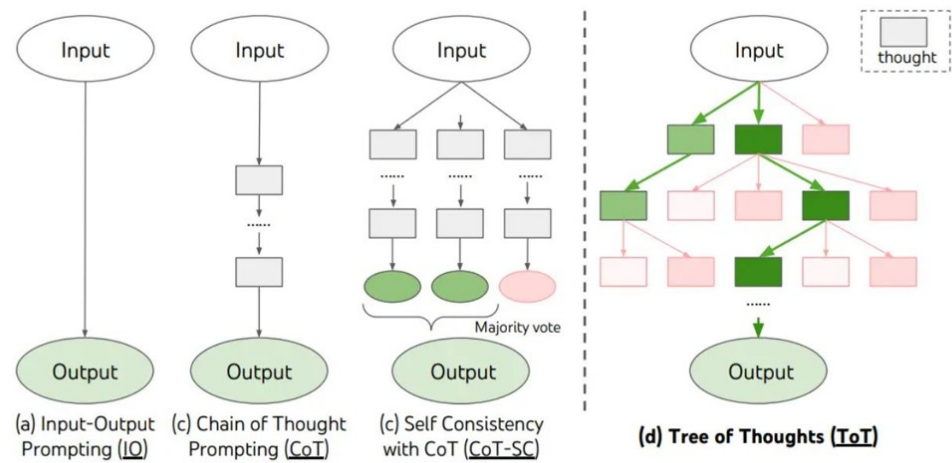 Input
Input
Input
Input
thought
......
...... ...... ......
Majority vote
......
Output
Output
Output
Output
(a) Input-Output
Prompting (IO)
(c) Chain of Thought
Prompting (CoT)
(c) Self Consistency
with CoT (CoT-SC)
(d) Tree of Thoughts (ToT)